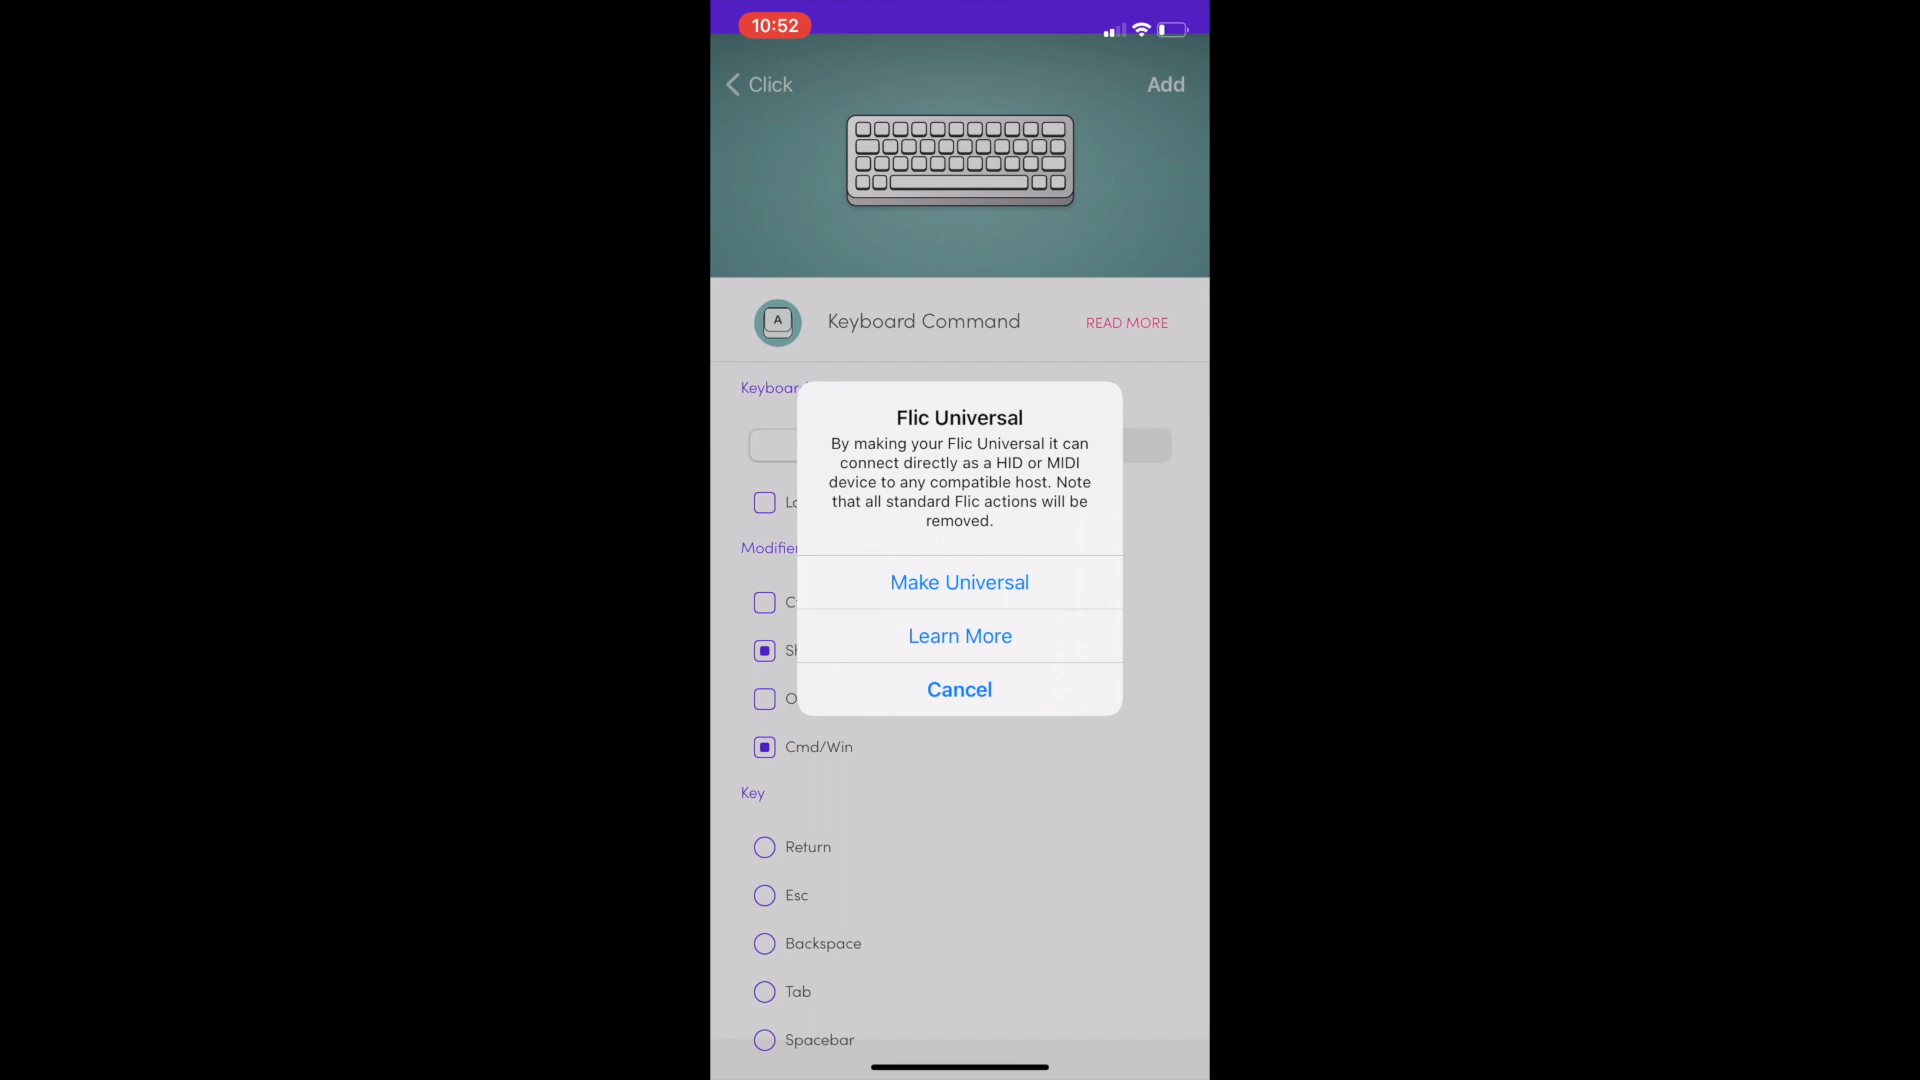 10:52
Click
Add
A
Keyboard Command
READ MORE
Flic Universal
By making your Flic Universal it can
connect directly as a HID or MIDI
device to any compatible host. Note
that all standard Flic actions will be
removed.
Make Universal
Learn More
Cancel
Cmd/Win
Key
Return
Esc
Backspace
Tab
Spacebar